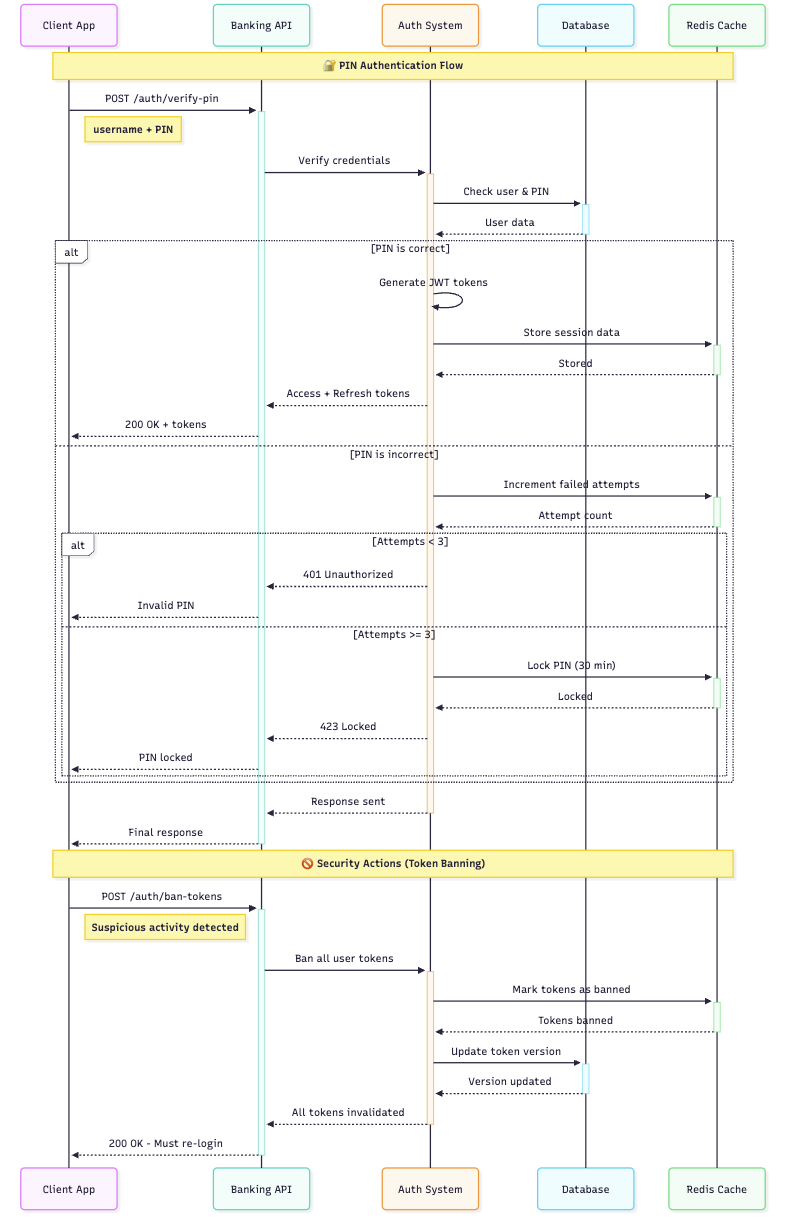 Client App
Banking API
Auth System
Database
Redis Cache
🔐 PIN Authentication Flow
POST /auth/verify-pin
username + PIN
Verify credentials
Check user & PIN
User data
alt
[PIN is correct]
Generate JWT tokens
Store session data
Stored
Access + Refresh tokens
200 OK + tokens
[PIN is incorrect]
Increment failed attempts
Attempt count
alt
[Attempts < 3]
401 Unauthorized
Invalid PIN
[Attempts >= 3]
Lock PIN (30 min)
Locked
423 Locked
PIN locked
Response sent
Final response
🚫 Security Actions (Token Banning)
POST /auth/ban-tokens
Suspicious activity detected
Ban all user tokens
Mark tokens as banned
Tokens banned
Update token version
Version updated
All tokens invalidated
200 OK - Must re-login
Client App
Banking API
Auth System
Database
Redis Cache